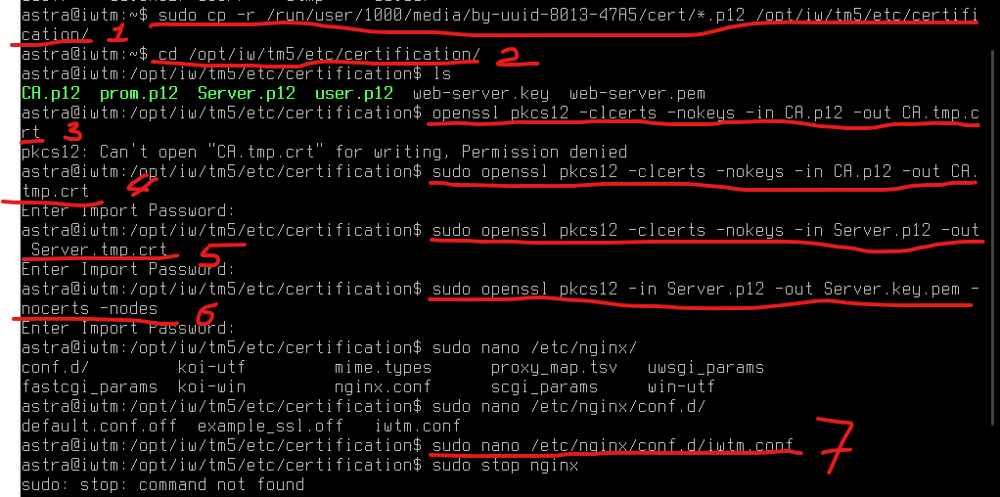 astra@iwtm:~$ sudo cp -r /run/user/1000/media/by-uuid-8013-47A5/cert/*.p12 /opt/iw/tm5/etc/certifi
cation/ 1
astra@iwtm:~$ cd /opt/iw/tm5/etc/certification/ 2
astra@iwtm:/opt/iw/tm5/etc/certification$ ls
CA.p12 prom.p12 Server.p12 user.p12 web-server.key web-server.pem
astra@iwtm:/opt/iw/tm5/etc/certification$ openssl pkcs12 -clcerts -nokeys -in CA.p12 -out CA.tmp.c
rt 3
pkcs12: Can't open "CA.tmp.crt" for writing, Permission denied
astra@iwtm:/opt/iw/tm5/etc/certification$ sudo openssl pkcs12 -clcerts -nokeys -in CA.p12 -out CA.
tmp.crt 4
Enter Import Password:
astra@iwtm:/opt/iw/tm5/etc/certification$ sudo openssl pkcs12 -clcerts -nokeys -in Server.p12 -out
Server.tmp.crt 5
Enter Import Password:
astra@iwtm:/opt/iw/tm5/etc/certification$ sudo openssl pkcs12 -in Server.p12 -out Server.key.pem -
nocerts -nodes 6
Enter Import Password:
astra@iwtm:/opt/iw/tm5/etc/certification$ sudo nano /etc/nginx/
conf.d/ koi-utf mime.types proxy_map.tsv uwsgi_params
fastcgi_params koi-win nginx.conf scgi_params win-utf
astra@iwtm:/opt/iw/tm5/etc/certification$ sudo nano /etc/nginx/conf.d/
default.conf.off example_ssl.off iwtm.conf
astra@iwtm:/opt/iw/tm5/etc/certification$ sudo nano /etc/nginx/conf.d/iwtm.conf 7
astra@iwtm:/opt/iw/tm5/etc/certification$ sudo stop nginx
sudo: stop: command not found